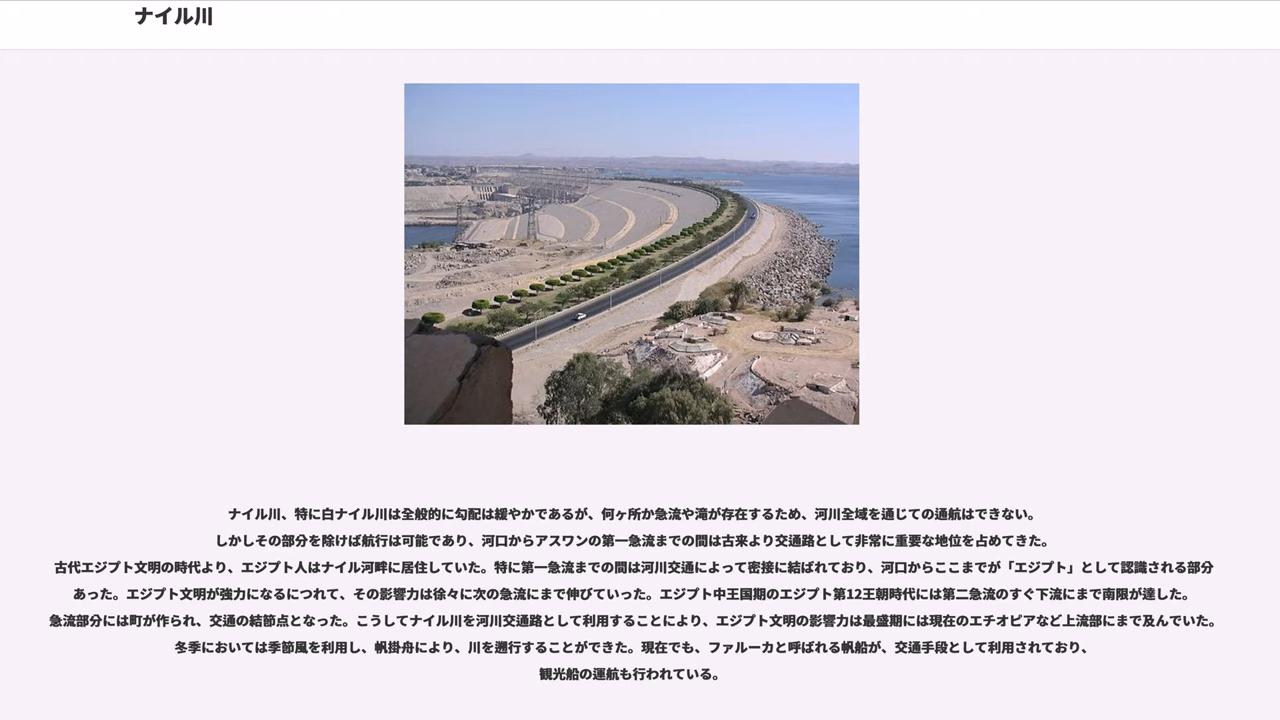 ナイル川
ナイル川、特に白ナイル川は全般的に勾配は緩やかであるが、何ヶ所か急流や滝が存在するため、河川全域を通じての通航はできない。
しかしその部分を除けば航行は可能であり、河口からアスワンの第一急流までの間は古来より交通路として非常に重要な地位を占めてきた。
古代エジプト文明の時代より、エジプト人はナイル河畔に居住していた。特に第一急流までの間は河川交通によって密接に結ばれており、河口からここまでが「エジプト」として認識される部分
あった。エジプト文明が強力になるにつれて、その影響力は徐々に次の急流にまで伸びていった。エジプト中王国期のエジプト第12王朝時代には第二急流のすぐ下流にまで南限が達した。
急流部分には町が作られ、交通の結節点となった。こうしてナイル川を河川交通路として利用することにより、エジプト文明の影響力は最盛期には現在のエチオピアなど上流部にまで及んでいた。
冬季においては季節風を利用し、帆掛舟により、川を遡行することができた。現在でも、ファルーカと呼ばれる帆船が、交通手段として利用されており、
観光船の運航も行われている。